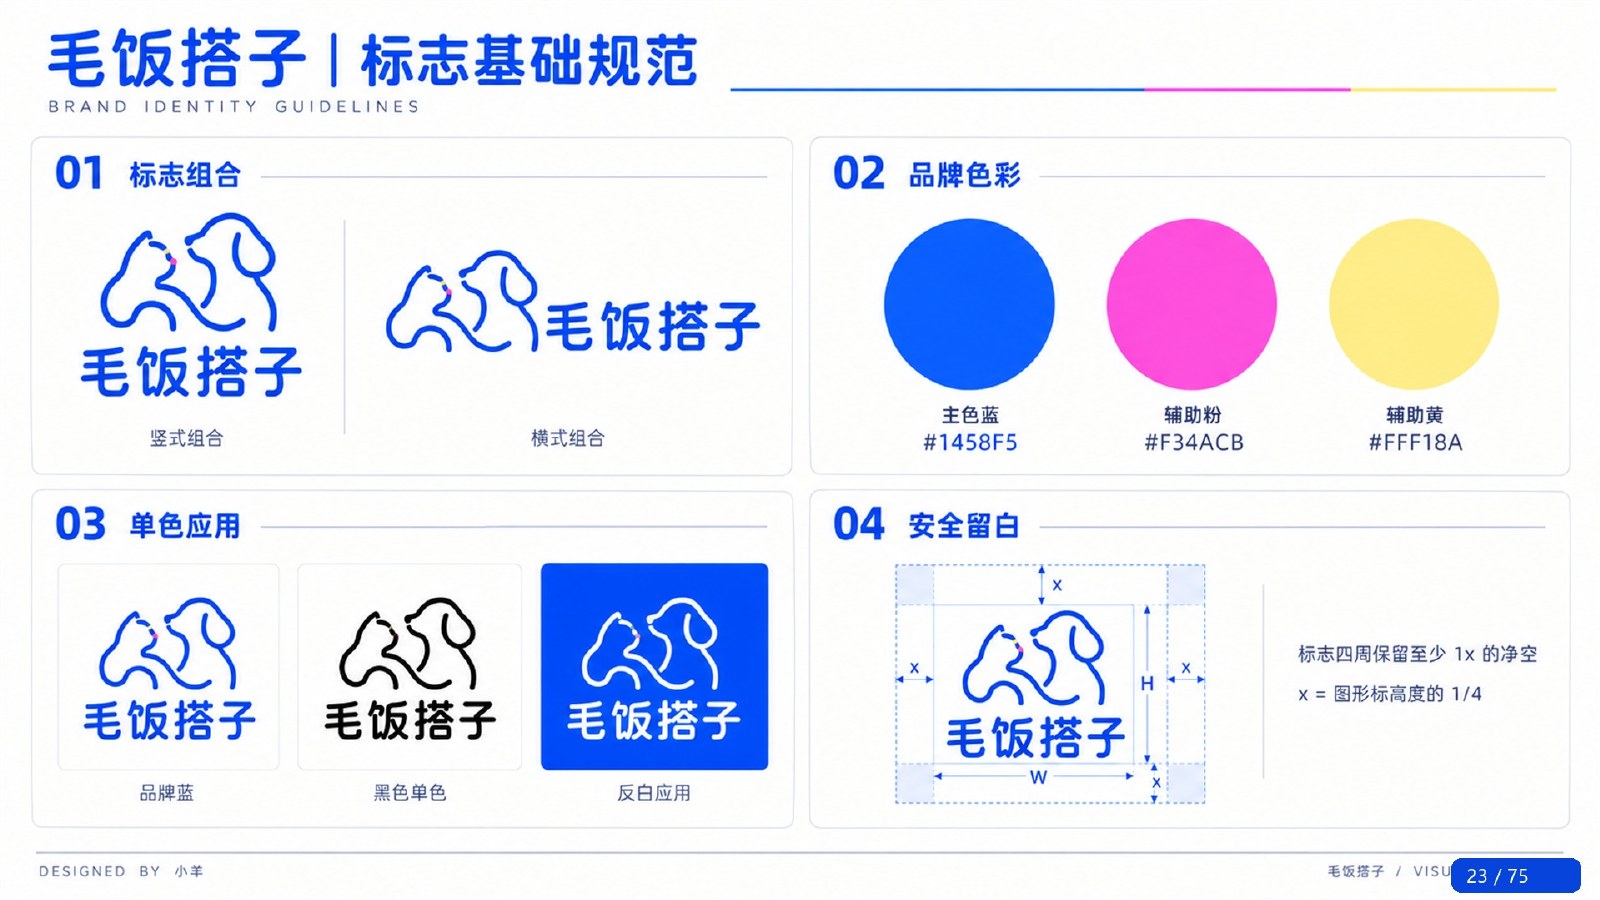 毛饭搭子 | 标志基础规范
BRAND IDENTITY GUIDELINES
01 标志组合
毛饭搭子
竖式组合
毛饭搭子
横式组合
02 品牌色彩
主色蓝
#1458F5
辅助粉
#F34ACB
辅助黄
#FFF18A
03 单色应用
毛饭搭子
品牌蓝
毛饭搭子
黑色单色
毛饭搭子
反白应用
04 安全留白
x
x
x
H
毛饭搭子
W
x
标志四周保留至少 1x 的净空
x = 图形标高度的 1/4
DESIGNED BY 小羊
毛饭搭子 / VISU
23 / 75